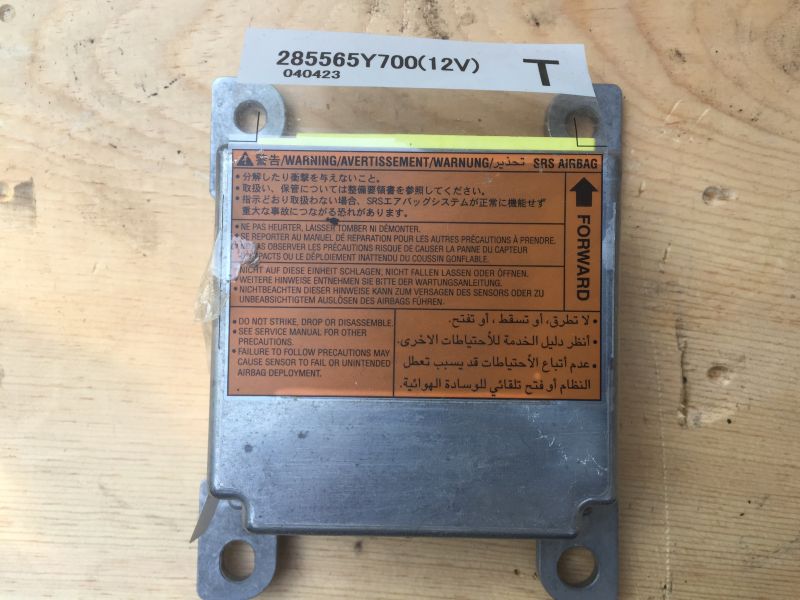 285565Y700(12V)
040423
T
警告/WARNING/AVERTISSEMENT/WARNUNG/تحذير SRS AIRBAG
・分解したり衝撃を与えないこと。
・取扱い、保管については整備要領書を参照してください。
・指示どおり取扱わない場合、SRSエアバッグシステムが正常に機能せず
重大な事故につながる恐れがあります。
FORWARD
• NE PAS HEURTER, LAISSER TOMBER NI DÉMONTER.
• SE REPORTER AU MANUEL DE RÉPARATION POUR LES AUTRES PRÉCAUTIONS À PRENDRE.
PAS OBSERVER LES PRÉCAUTIONS RISQUE DE CAUSER LA PANNE DU CAPTEUR
OU LE DÉPLOIEMENT INATTENDU DU COUSSIN GONFLABLE.
NICHT AUF DIESE EINHEIT SCHLAGEN, NICHT FALLEN LASSEN ODER ÖFFNEN.
• WEITERE HINWEISE ENTNEHMEN SIE BITTE DER WARTUNGSANLEITUNG.
• NICHTBEACHTEN DIESER HINWEISE KANN ZUM VERSAGEN DES SENSORS ODER ZU
UNBEABSICHTIGTEM AUSLÖSEN DES AIRBAGS FÜHREN.
• DO NOT STRIKE, DROP OR DISASSEMBLE.
• SEE SERVICE MANUAL FOR OTHER
PRECAUTIONS.
• FAILURE TO FOLLOW PRECAUTIONS MAY
CAUSE SENSOR TO FAIL OR UNINTENDED
AIRBAG DEPLOYMENT.
• لا تطرق، أو تسقط، أو تفتح.
• أنظر دليل الخدمة للأحتياطات الاخرى.
• عدم أتباع الأحتياطات قد يسبب تعطل
النظام أو فتح تلقائي للوسادة الهوائية.